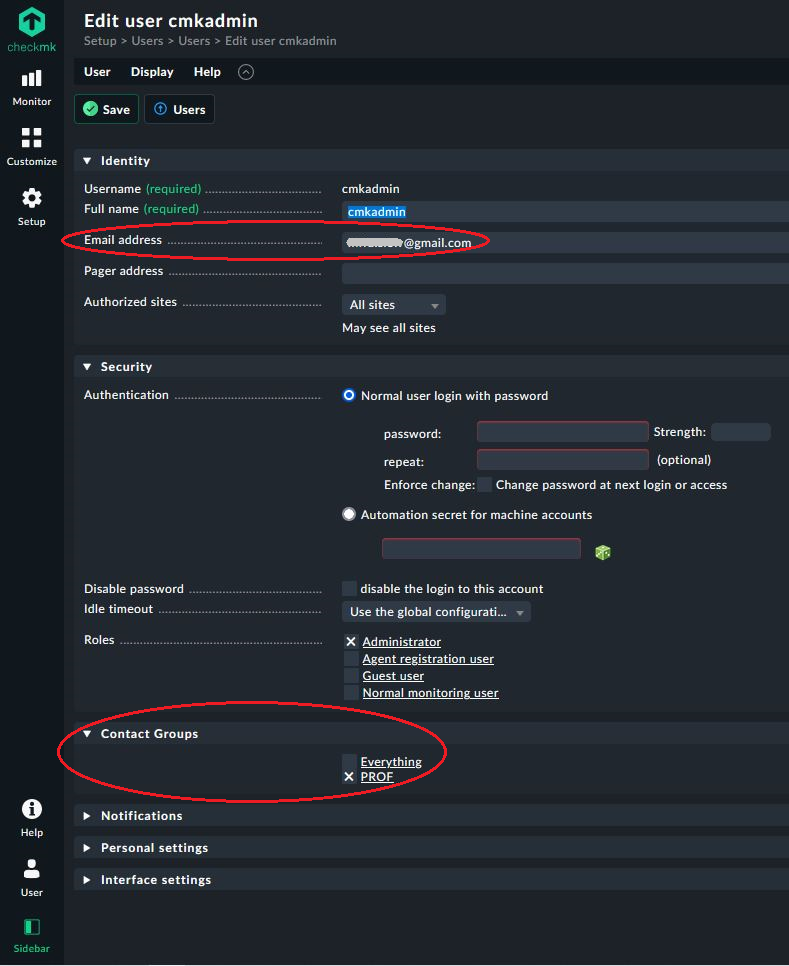 checkmk
Monitor
Customize
Setup
Help
User
Sidebar
Edit user cmkadmin
Setup > Users > Users > Edit user cmkadmin
User Display Help
Save Users
Identity
Username (required) cmkadmin
Full name (required) cmkadmin
Email address @gmail.com
Pager address
Authorized sites All sites
May see all sites
Security
Authentication Normal user login with password
password: Strength:
repeat: (optional)
Enforce change: Change password at next login or access
Automation secret for machine accounts
Disable password disable the login to this account
Idle timeout Use the global configurati...
Roles Administrator
Agent registration user
Guest user
Normal monitoring user
Contact Groups
Everything
PROF
Notifications
Personal settings
Interface settings